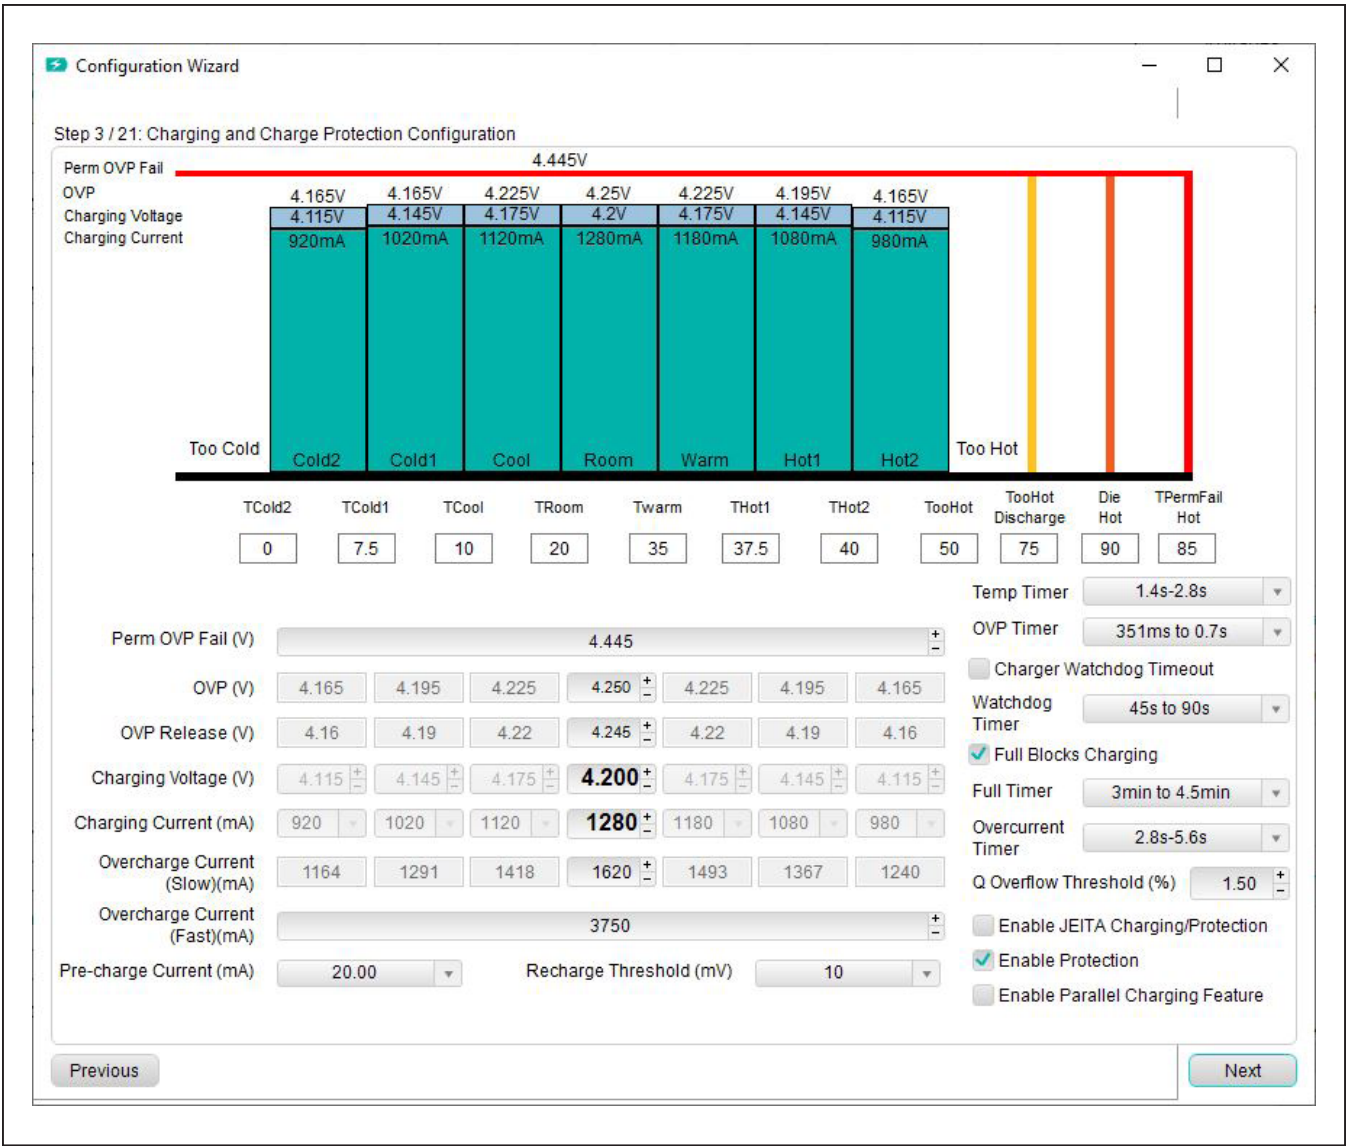 Configuration Wizard
Step 3 / 21: Charging and Charge Protection Configuration
Perm OVP Fail 4.445V
OVP 4.165V 4.165V 4.225V 4.25V 4.225V 4.195V 4.165V
Charging Voltage 4.115V 4.145V 4.175V 4.2V 4.175V 4.145V 4.115V
Charging Current 920mA 1020mA 1120mA 1280mA 1180mA 1080mA 980mA
Too Cold Cold2 Cold1 Cool Room Warm Hot1 Hot2 Too Hot
TCold2 TCold1 TCool TRoom Twarm THot1 THot2 TooHot TooHot Discharge Die Hot TPermFail Hot
0 7.5 10 20 35 37.5 40 50 75 90 85
Temp Timer 1.4s-2.8s
Perm OVP Fail (V) 4.445 + −
OVP Timer 351ms to 0.7s
Charger Watchdog Timeout
OVP (V) 4.165 4.195 4.225 4.250 + − 4.225 4.195 4.165
Watchdog Timer 45s to 90s
OVP Release (V) 4.16 4.19 4.22 4.245 + − 4.22 4.19 4.16
Full Blocks Charging
Charging Voltage (V) 4.115 + − 4.145 + − 4.175 + − 4.200 + − 4.175 + − 4.145 + − 4.115 + −
Full Timer 3min to 4.5min
Charging Current (mA) 920 1020 1120 1280 + − 1180 1080 980
Overcurrent Timer 2.8s-5.6s
Overcharge Current (Slow)(mA) 1164 1291 1418 1620 + − 1493 1367 1240
Q Overflow Threshold (%) 1.50 + −
Overcharge Current (Fast)(mA) 3750 + −
Enable JEITA Charging/Protection
Enable Protection
Pre-charge Current (mA) 20.00 Recharge Threshold (mV) 10
Enable Parallel Charging Feature
Previous Next